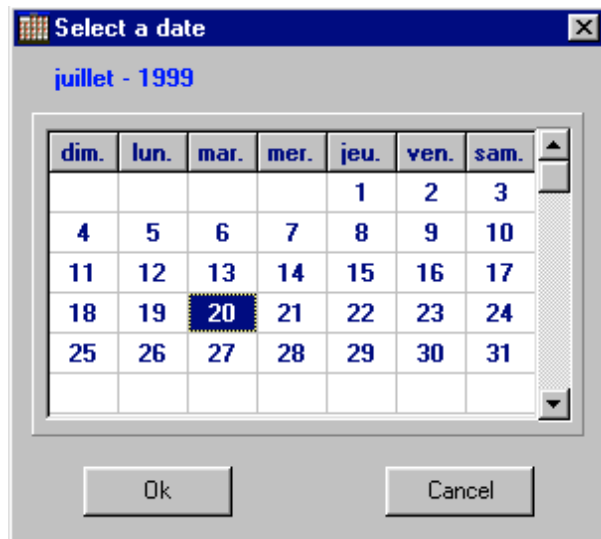 Select a date
juillet - 1999
dim. lun. mar. mer. jeu. ven. sam.
1 2 3
4 5 6 7 8 9 10
11 12 13 14 15 16 17
18 19 20 21 22 23 24
25 26 27 28 29 30 31
Ok Cancel